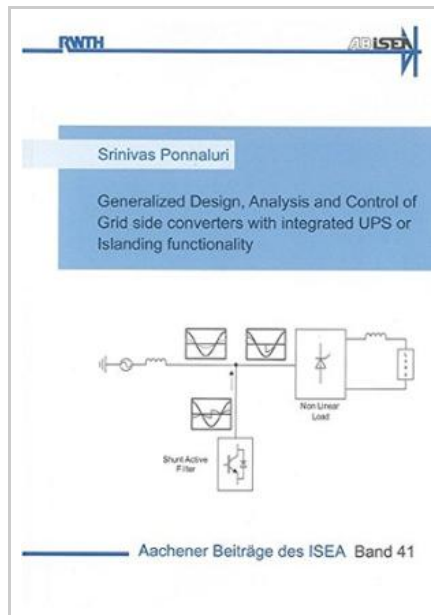 RWTH
ABISEA
Srinivas Ponnaluri
Generalized Design, Analysis and Control of
Grid side converters with integrated UPS or
Islanding functionality
Non Linear
Load
Shunt Active
Filter
Aachener Beiträge des ISEA Band 41